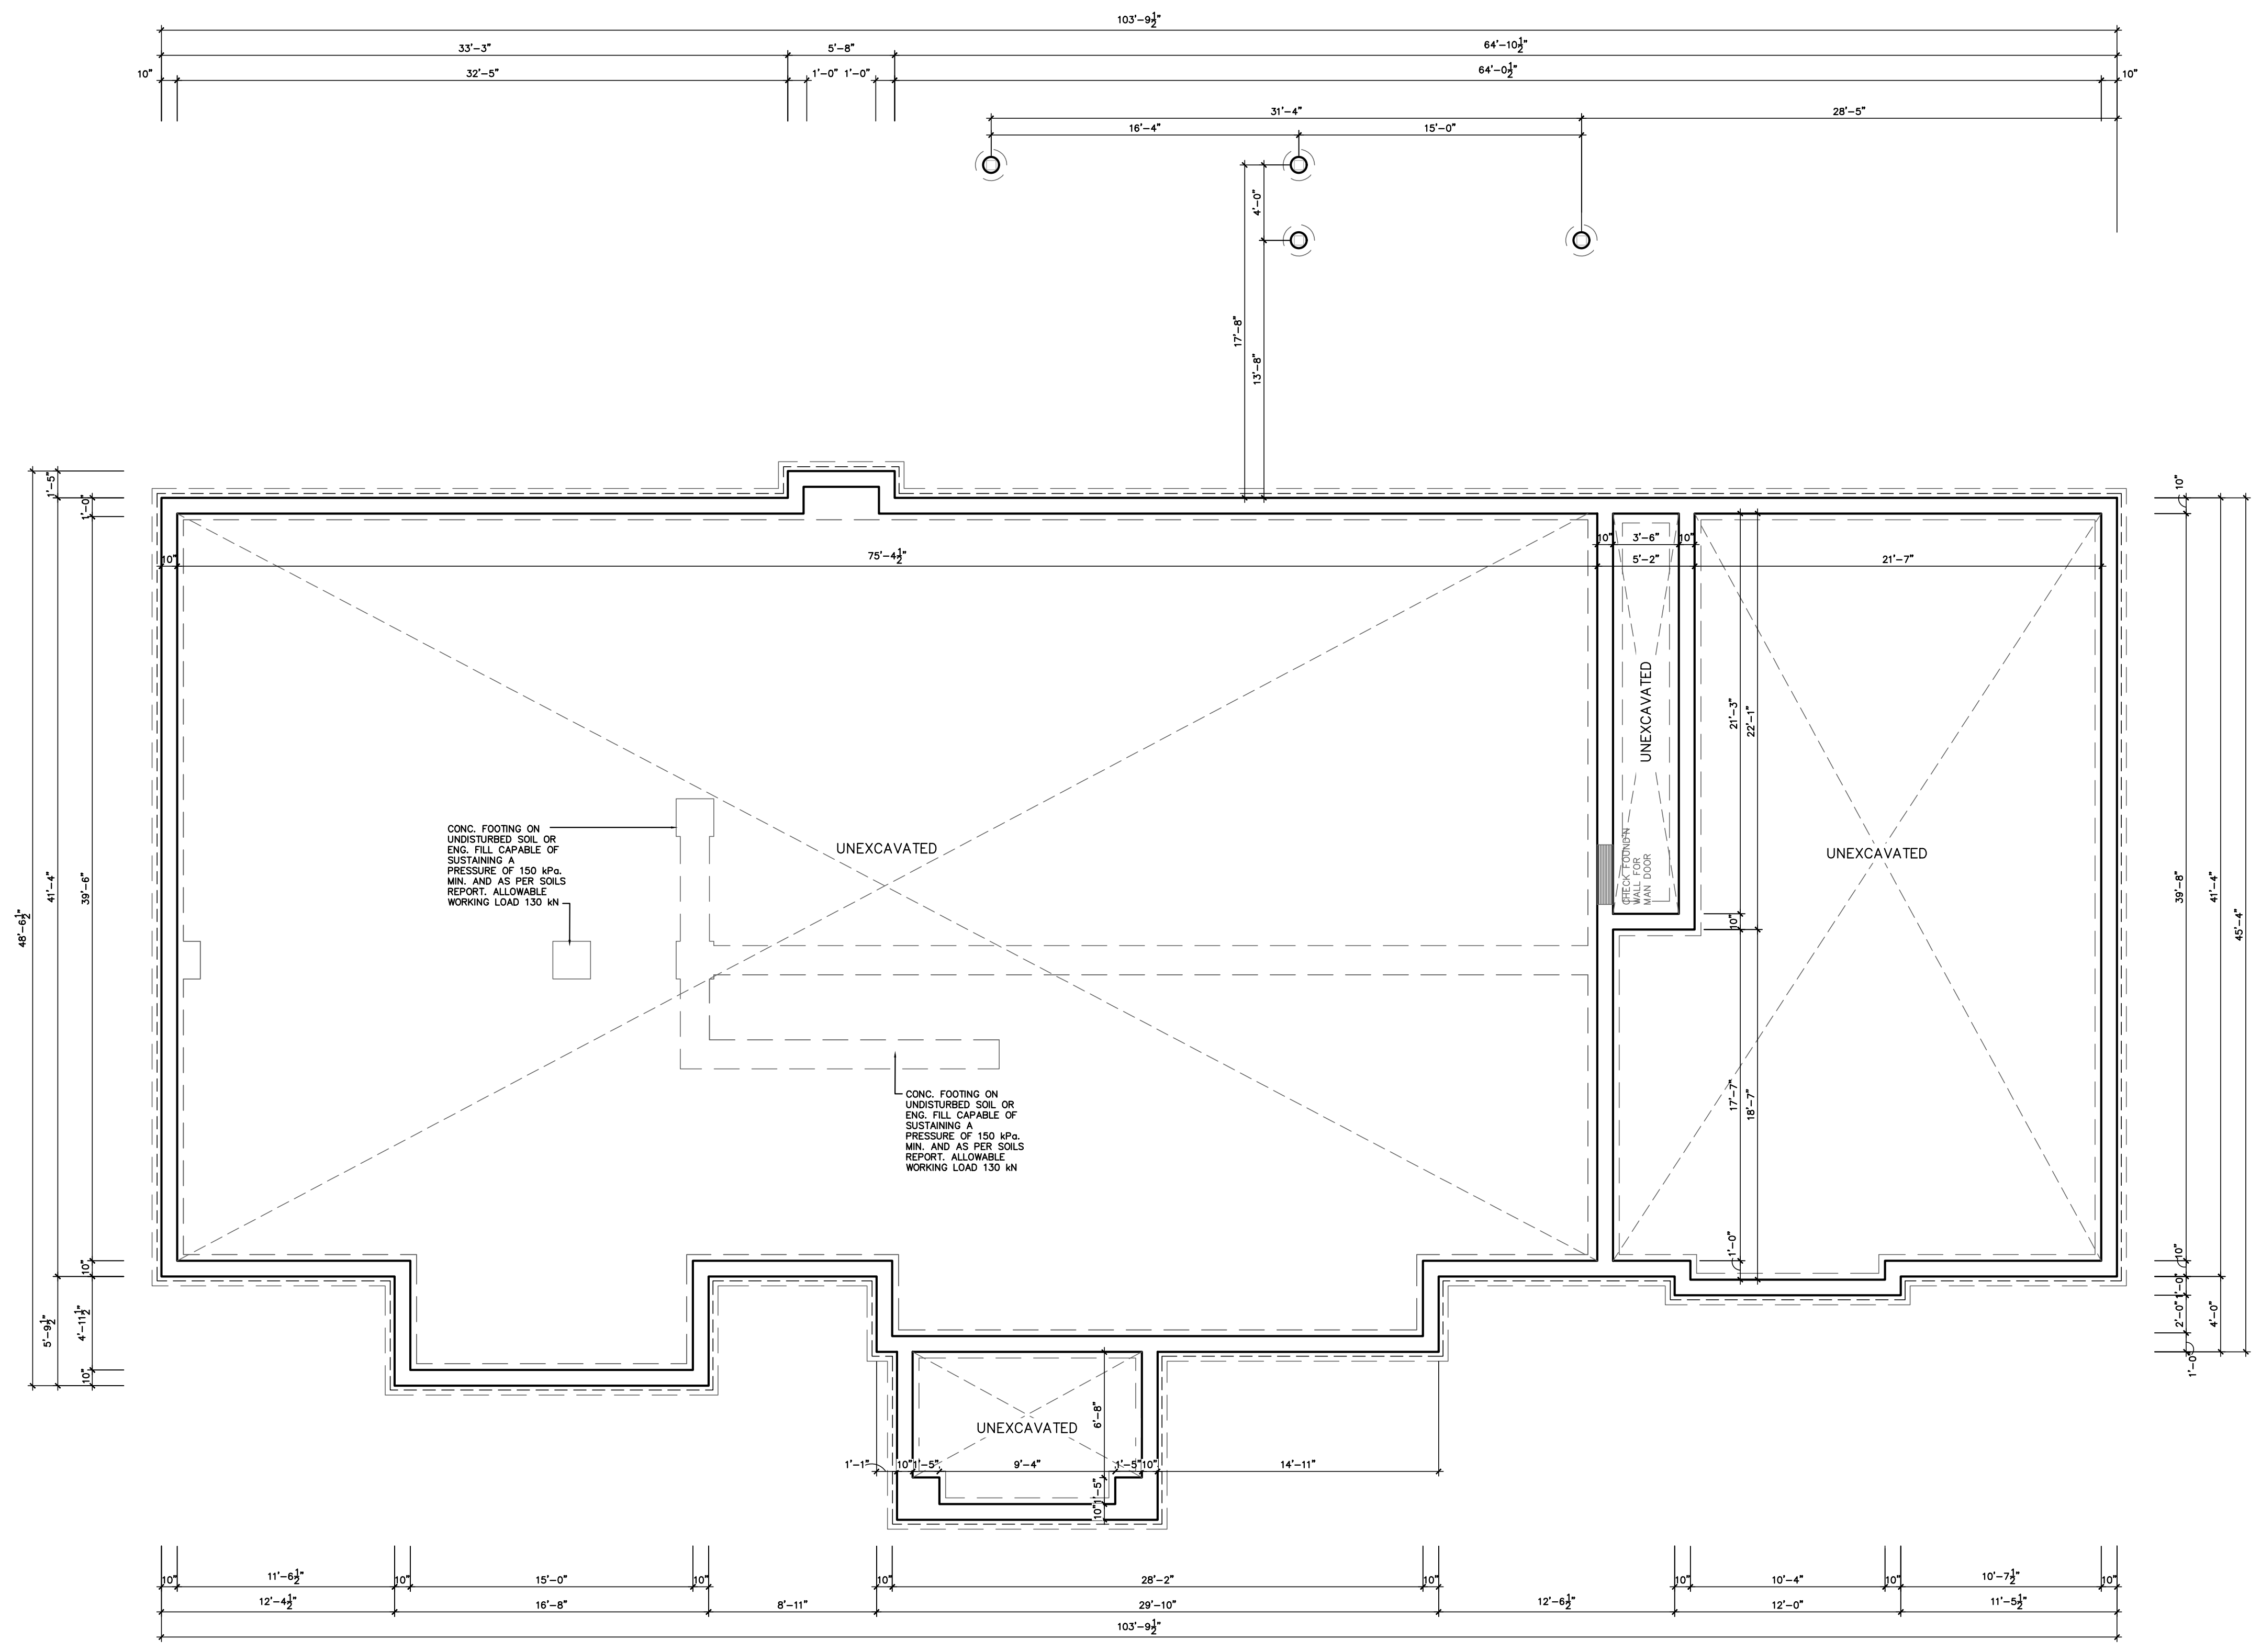 103'-9½"
33'-3" 5'-8" 64'-10½"
10" 32'-5" 1'-0" 1'-0" 64'-0½" 10"
31'-4" 28'-5"
16'-4" 15'-0"
4'-0"
17'-8"
13'-8"
1'-5"
1'-0"
10"
10" 3'-6" 10"
10" 75'-4½" 5'-2" 21'-7"
UNEXCAVATED
21'-3"
22'-1"
CONC. FOOTING ON
UNDISTURBED SOIL OR
ENG. FILL CAPABLE OF
SUSTAINING A
PRESSURE OF 150 kPa.
MIN. AND AS PER SOILS
REPORT. ALLOWABLE
WORKING LOAD 130 kN
UNEXCAVATED
UNEXCAVATED
CHECK FOUND'N
WALL FOR
MAN DOOR
10"
48'-6½"
41'-4"
39'-6"
39'-8"
41'-4"
45'-4"
CONC. FOOTING ON
UNDISTURBED SOIL OR
ENG. FILL CAPABLE OF
SUSTAINING A
PRESSURE OF 150 kPa.
MIN. AND AS PER SOILS
REPORT. ALLOWABLE
WORKING LOAD 130 kN
17'-7"
18'-7"
1'-0"
10"
5'-9½"
4'-11½"
10"
10"
1'-0"
2'-0"
4'-0"
1'-0"
UNEXCAVATED
6'-8"
1'-1" 10" 1'-5" 9'-4" 1'-5" 10" 14'-11"
1'-5"
10"
10" 11'-6½" 10" 15'-0" 10" 10" 28'-2" 10" 10" 10'-4" 10" 10'-7½" 10"
12'-4½" 16'-8" 8'-11" 29'-10" 12'-6½" 12'-0" 11'-5½"
103'-9½"